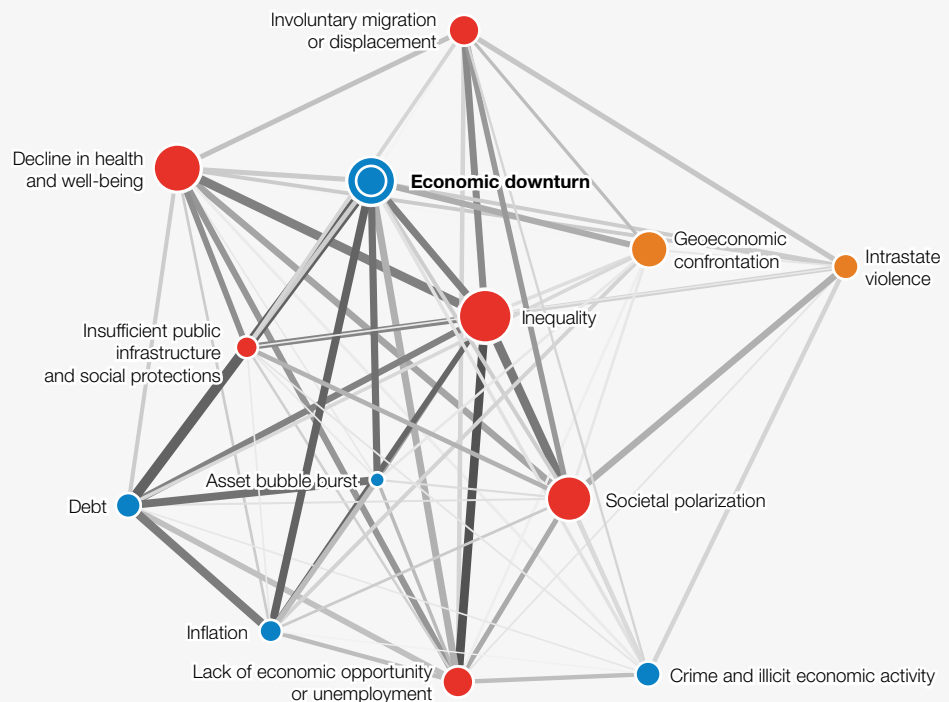 Involuntary migration
or displacement
Decline in health
and well-being
Economic downturn
Geoeconomic
confrontation
Intrastate
violence
Inequality
Insufficient public
infrastructure
and social protections
Asset bubble burst
Debt
Societal polarization
Inflation
Lack of economic opportunity
or unemployment
Crime and illicit economic activity